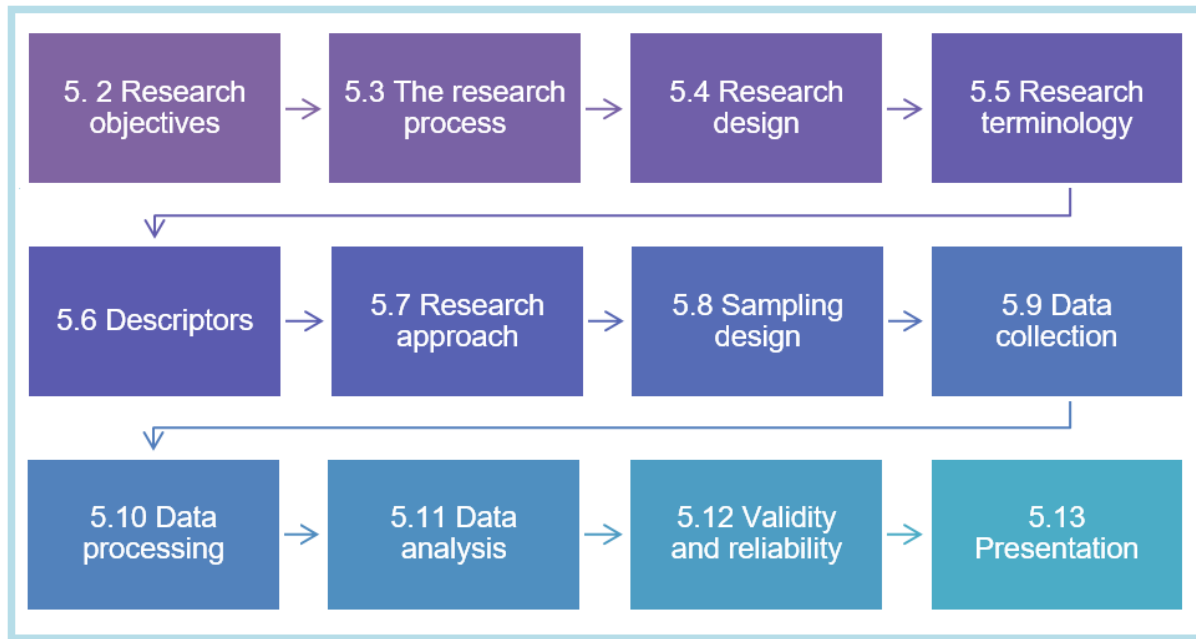 5. 2 Research
objectives
5.3 The research
process
5.4 Research
design
5.5 Research
terminology
5.6 Descriptors
5.7 Research
approach
5.8 Sampling
design
5.9 Data
collection
5.10 Data
processing
5.11 Data
analysis
5.12 Validity
and reliability
5.13
Presentation